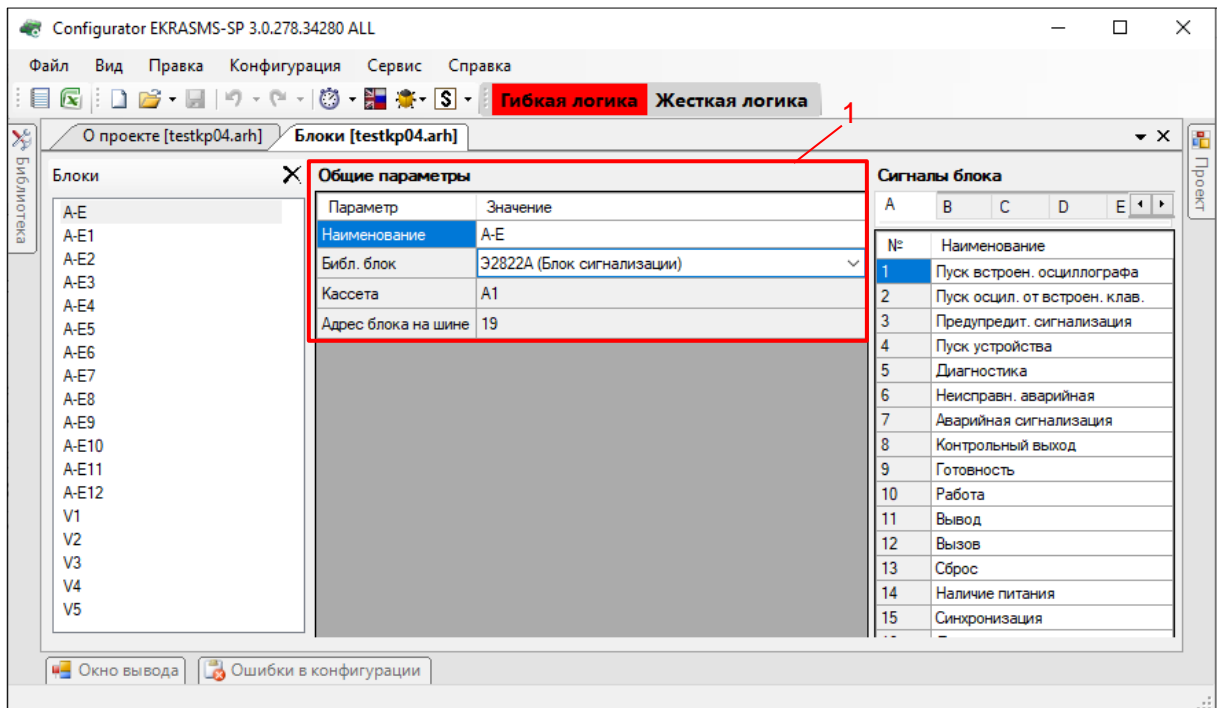 Configurator EKRASMS-SP 3.0.278.34280 ALL
Файл Вид Правка Конфигурация Сервис Справка
Гибкая логика Жесткая логика
1
О проекте [testkp04.arh] Блоки [testkp04.arh]
Библиотека
Проект
Блоки
A-E
A-E1
A-E2
A-E3
A-E4
A-E5
A-E6
A-E7
A-E8
A-E9
A-E10
A-E11
A-E12
V1
V2
V3
V4
V5
Общие параметры
Параметр Значение
Наименование A-E
Библ. блок Э2822А (Блок сигнализации)
Кассета A1
Адрес блока на шине 19
Сигналы блока
A B C D E
№ Наименование
1 Пуск встроен. осциллографа
2 Пуск осцил. от встроен. клав.
3 Предупредит. сигнализация
4 Пуск устройства
5 Диагностика
6 Неисправн. аварийная
7 Аварийная сигнализация
8 Контрольный выход
9 Готовность
10 Работа
11 Вывод
12 Вызов
13 Сброс
14 Наличие питания
15 Синхронизация
Окно вывода Ошибки в конфигурации